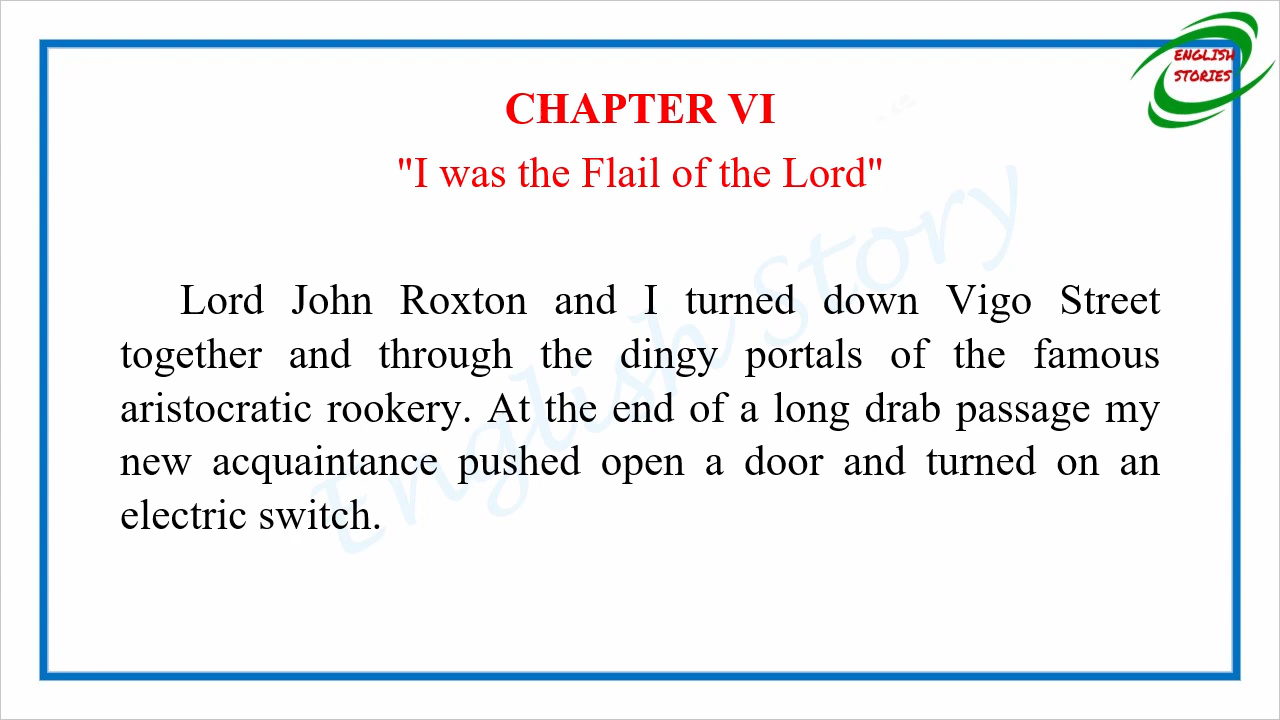 ENGLISH
STORIES
CHAPTER VI
"I was the Flail of the Lord"
Lord John Roxton and I turned down Vigo Street
together and through the dingy portals of the famous
aristocratic rookery. At the end of a long drab passage my
new acquaintance pushed open a door and turned on an
electric switch.
English Story